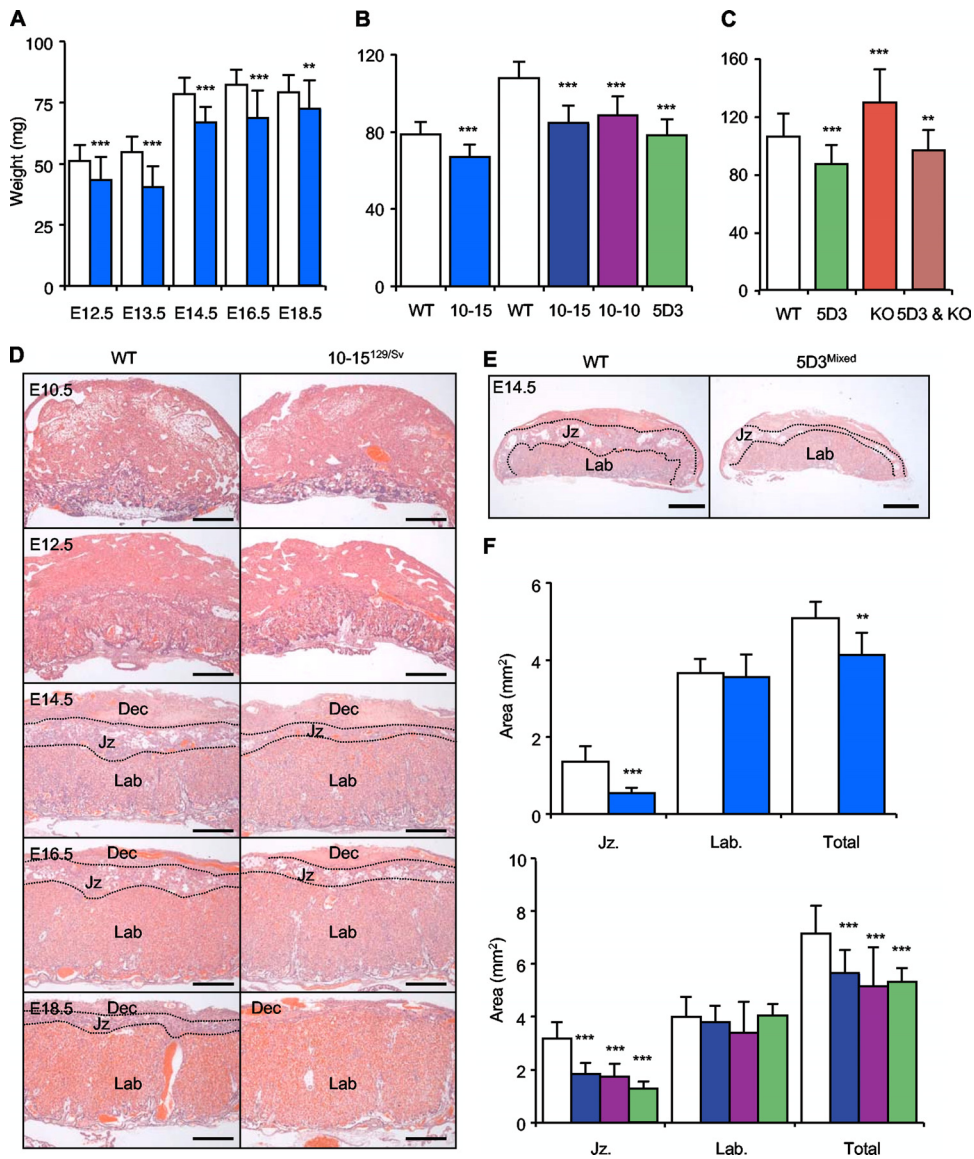 A
Weight (mg)
100
75
50
25
0
***
***
***
***
**
E12.5 E13.5 E14.5 E16.5 E18.5
B
120
80
40
0
***
***
***
***
WT 10-15 WT 10-15 10-10 5D3
C
160
120
80
40
0
***
***
**
WT 5D3 KO 5D3 & KO
D
WT 10-15129/Sv
E10.5
E12.5
E14.5
Dec Dec
Jz Jz
Lab Lab
E16.5
Dec Dec
Jz Jz
Lab Lab
E18.5
Dec Dec
Jz
Lab Lab
E
WT 5D3Mixed
E14.5
Jz Jz
Lab Lab
F
Area (mm2)
6
4
2
0
***
**
Jz. Lab. Total
Area (mm2)
10
8
6
4
2
0
*** *** ***
*** *** ***
Jz. Lab. Total